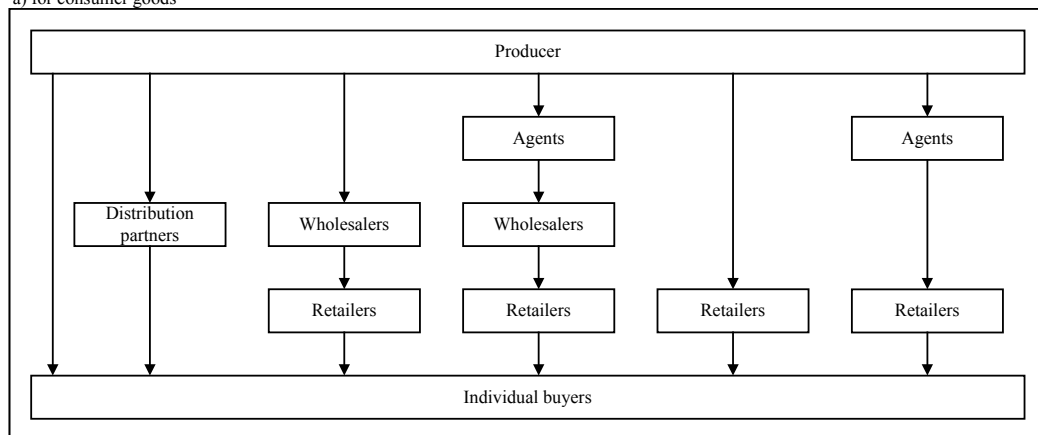 a) for consumer goods
Producer
Agents
Agents
Distribution
partners
Wholesalers
Wholesalers
Retailers
Retailers
Retailers
Retailers
Individual buyers